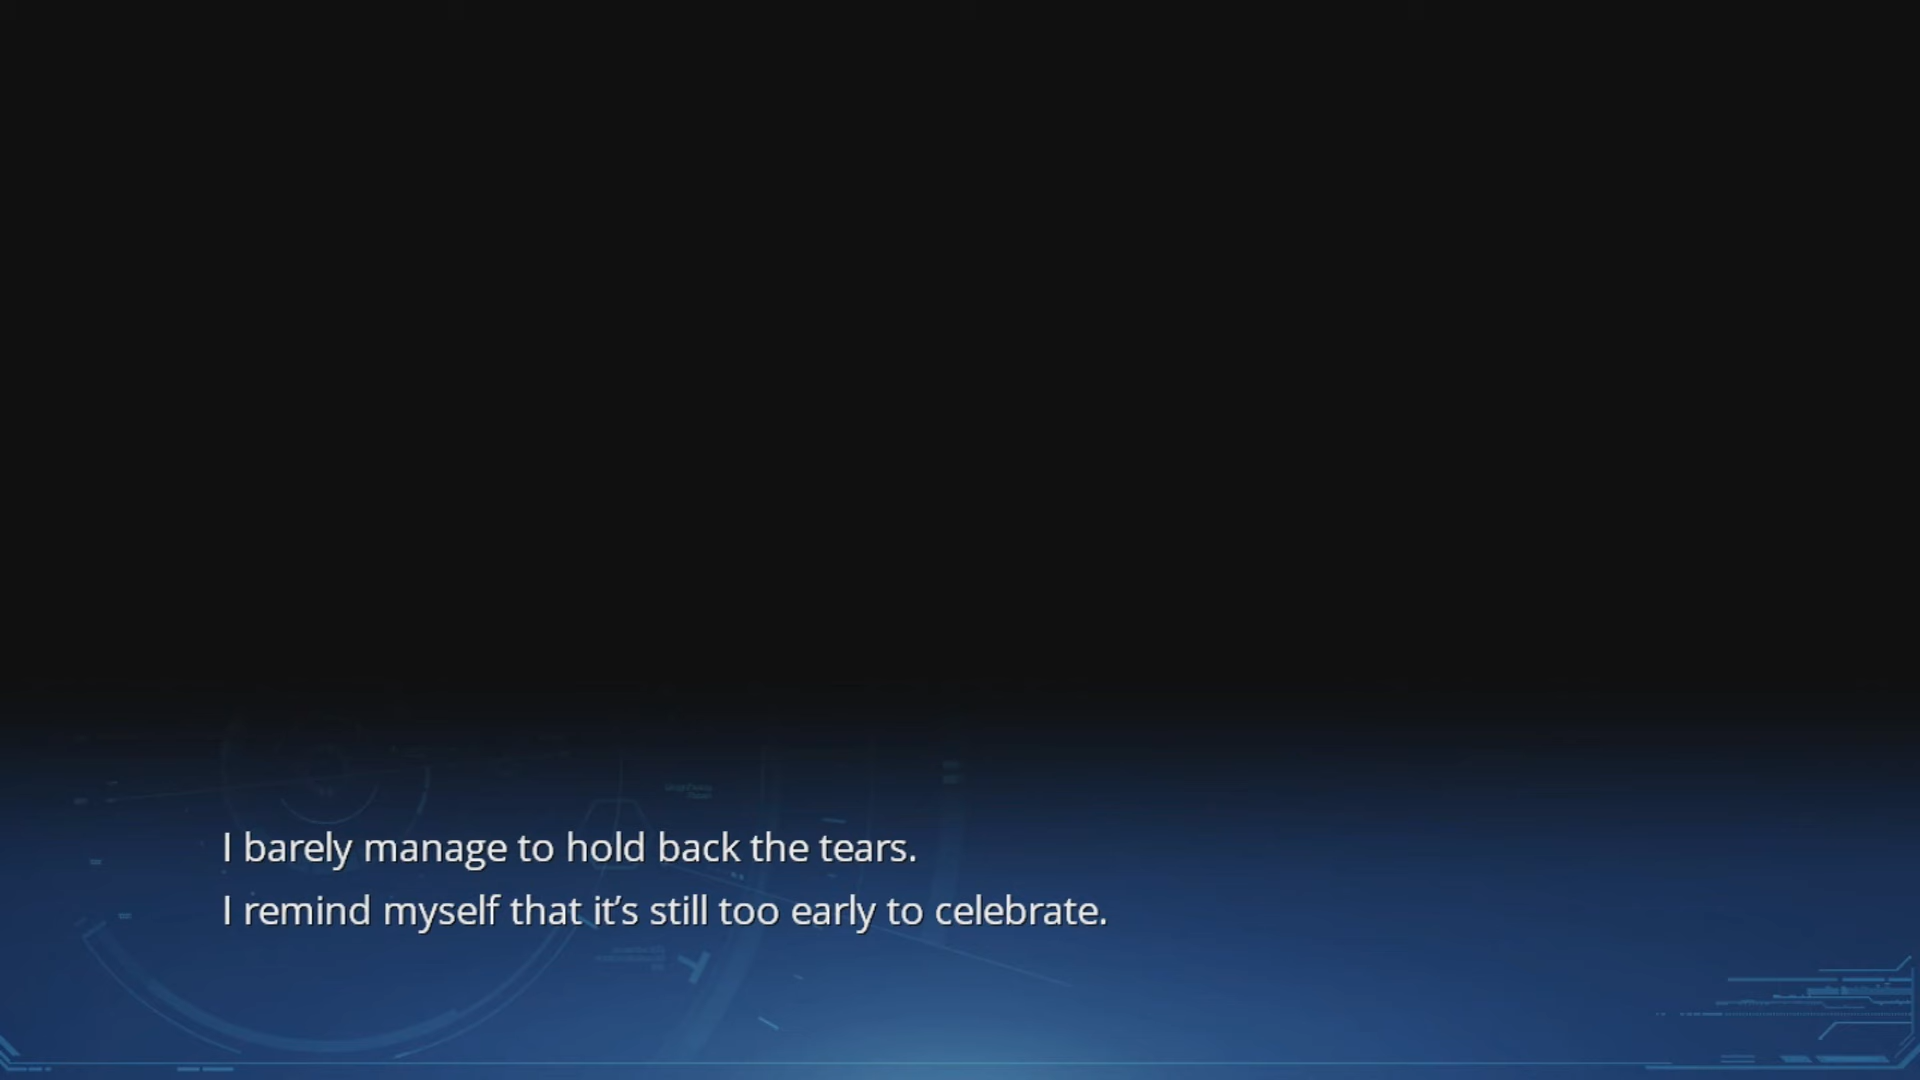 I barely manage to hold back the tears.
I remind myself that it’s still too early to celebrate.